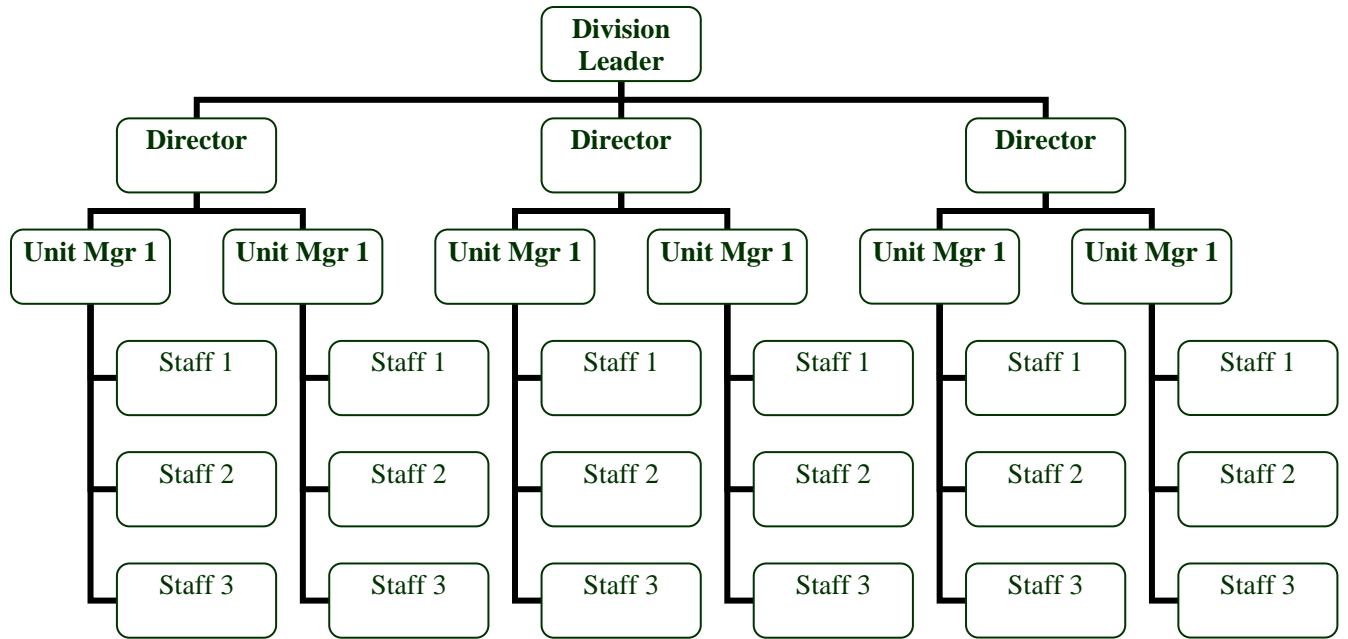 Division
Leader
Director
Director
Director
Unit Mgr 1
Unit Mgr 1
Unit Mgr 1
Unit Mgr 1
Unit Mgr 1
Unit Mgr 1
Staff 1
Staff 1
Staff 1
Staff 1
Staff 1
Staff 1
Staff 2
Staff 2
Staff 2
Staff 2
Staff 2
Staff 2
Staff 3
Staff 3
Staff 3
Staff 3
Staff 3
Staff 3